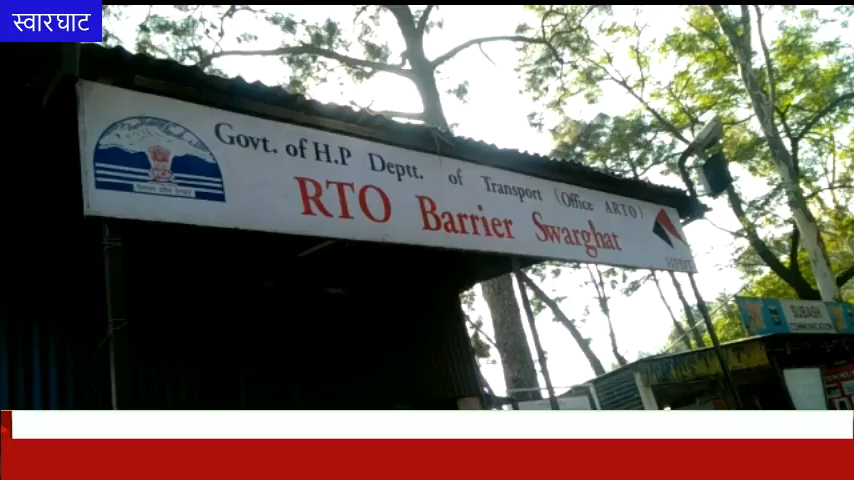 स्वारघाट
Govt. of H.P Deptt. of Transport (Office ARTO)
RTO Barrier Swarghat
SUBASH
COMMUNICATION